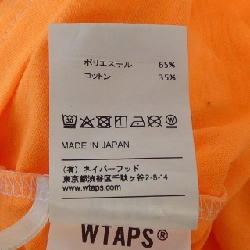 ポリエステル 65%
コットン 35%
MADE IN JAPAN
(有)ネイバーフッド
東京都渋谷区千駄ヶ谷2-8-14
www.wtaps.com
WTAPS®